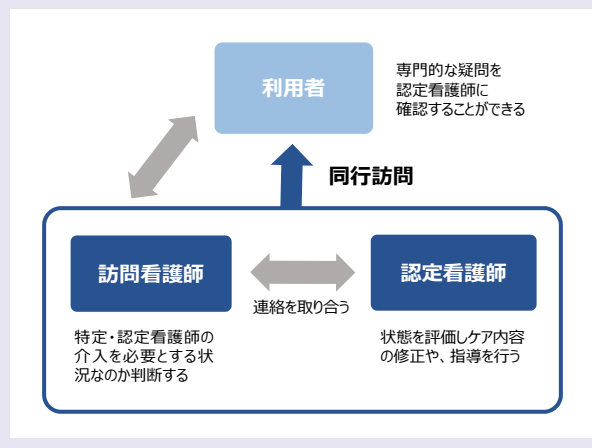 利用者
専門的な疑問を
認定看護師に
確認することができる
同行訪問
訪問看護師
認定看護師
連絡を取り合う
特定・認定看護師の
介入を必要とする状
況なのか判断する
状態を評価しケア内容
の修正や、指導を行う